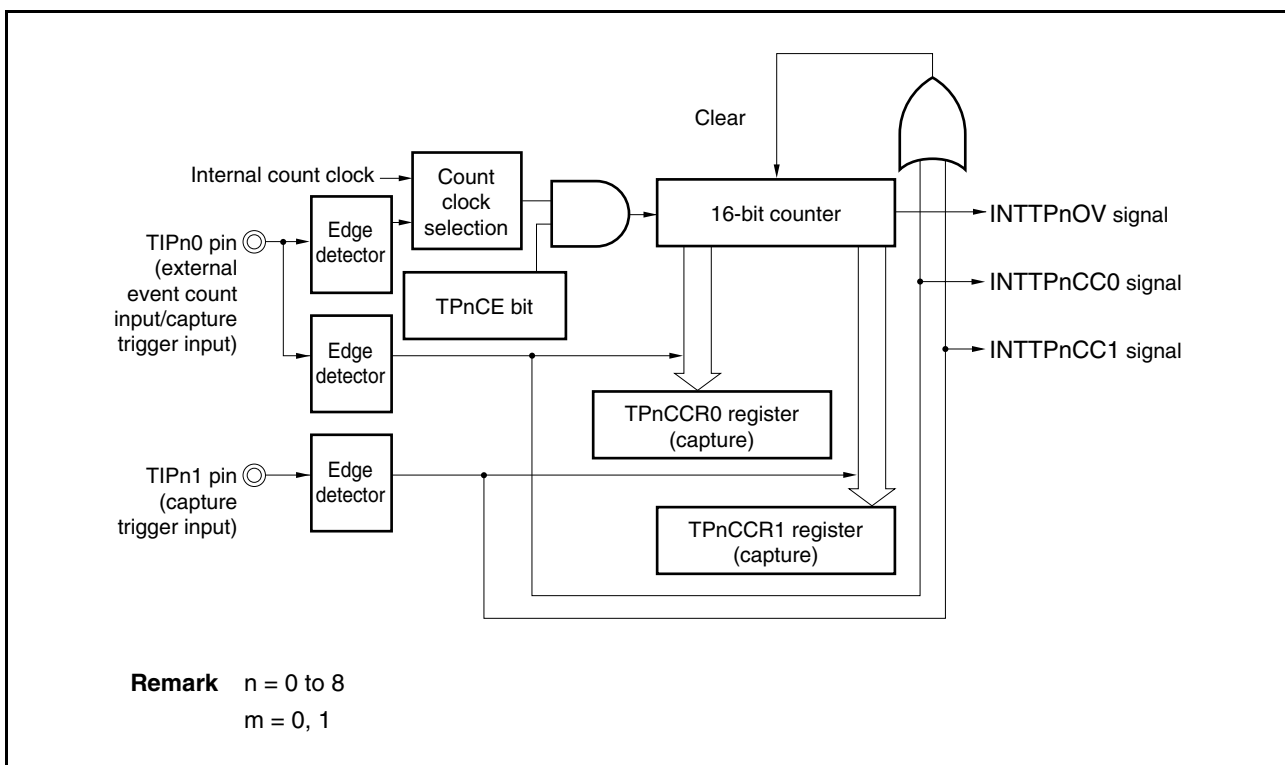 Clear
Internal count clock
Count
clock
selection
16-bit counter
INTTPnOV signal
Edge
detector
TIPn0 pin
(external
event count
input/capture
trigger input)
TPnCE bit
INTTPnCC0 signal
Edge
detector
INTTPnCC1 signal
TPnCCR0 register
(capture)
TIPn1 pin
(capture
trigger input)
Edge
detector
TPnCCR1 register
(capture)
Remark n = 0 to 8
m = 0, 1